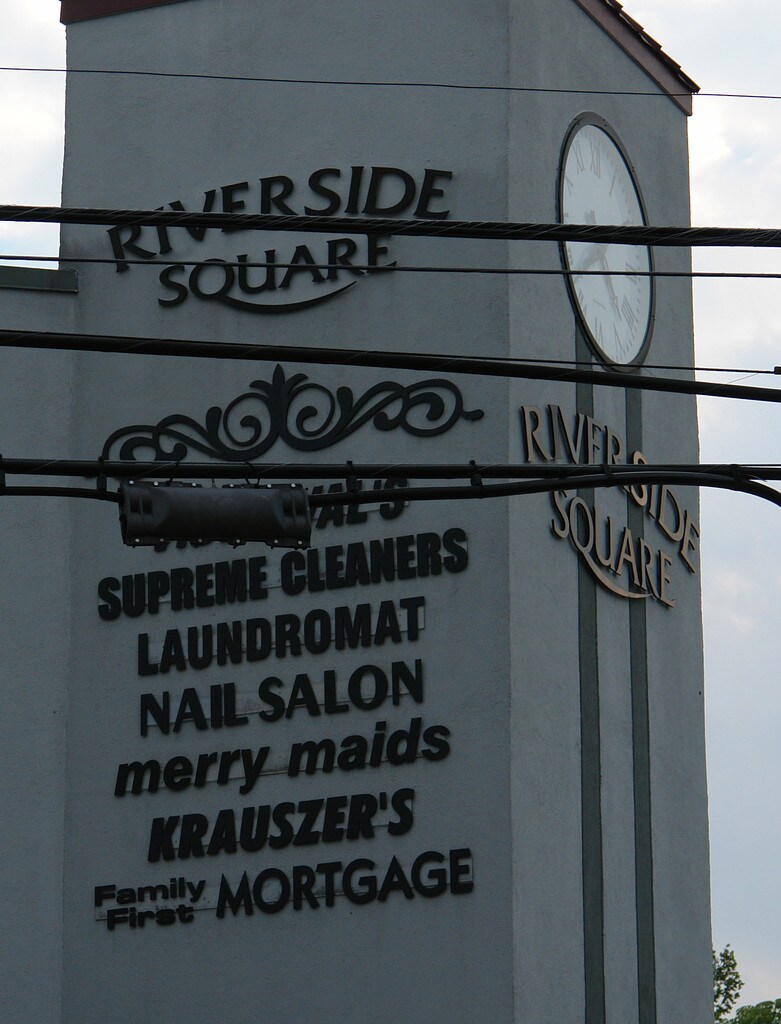 RIVERSIDE
SQUARE
SUPREME CLEANERS
LAUNDROMAT
NAIL SALON
merry maids
KRAUSZER'S
Family First MORTGAGE
RIVERSIDE
SQUARE